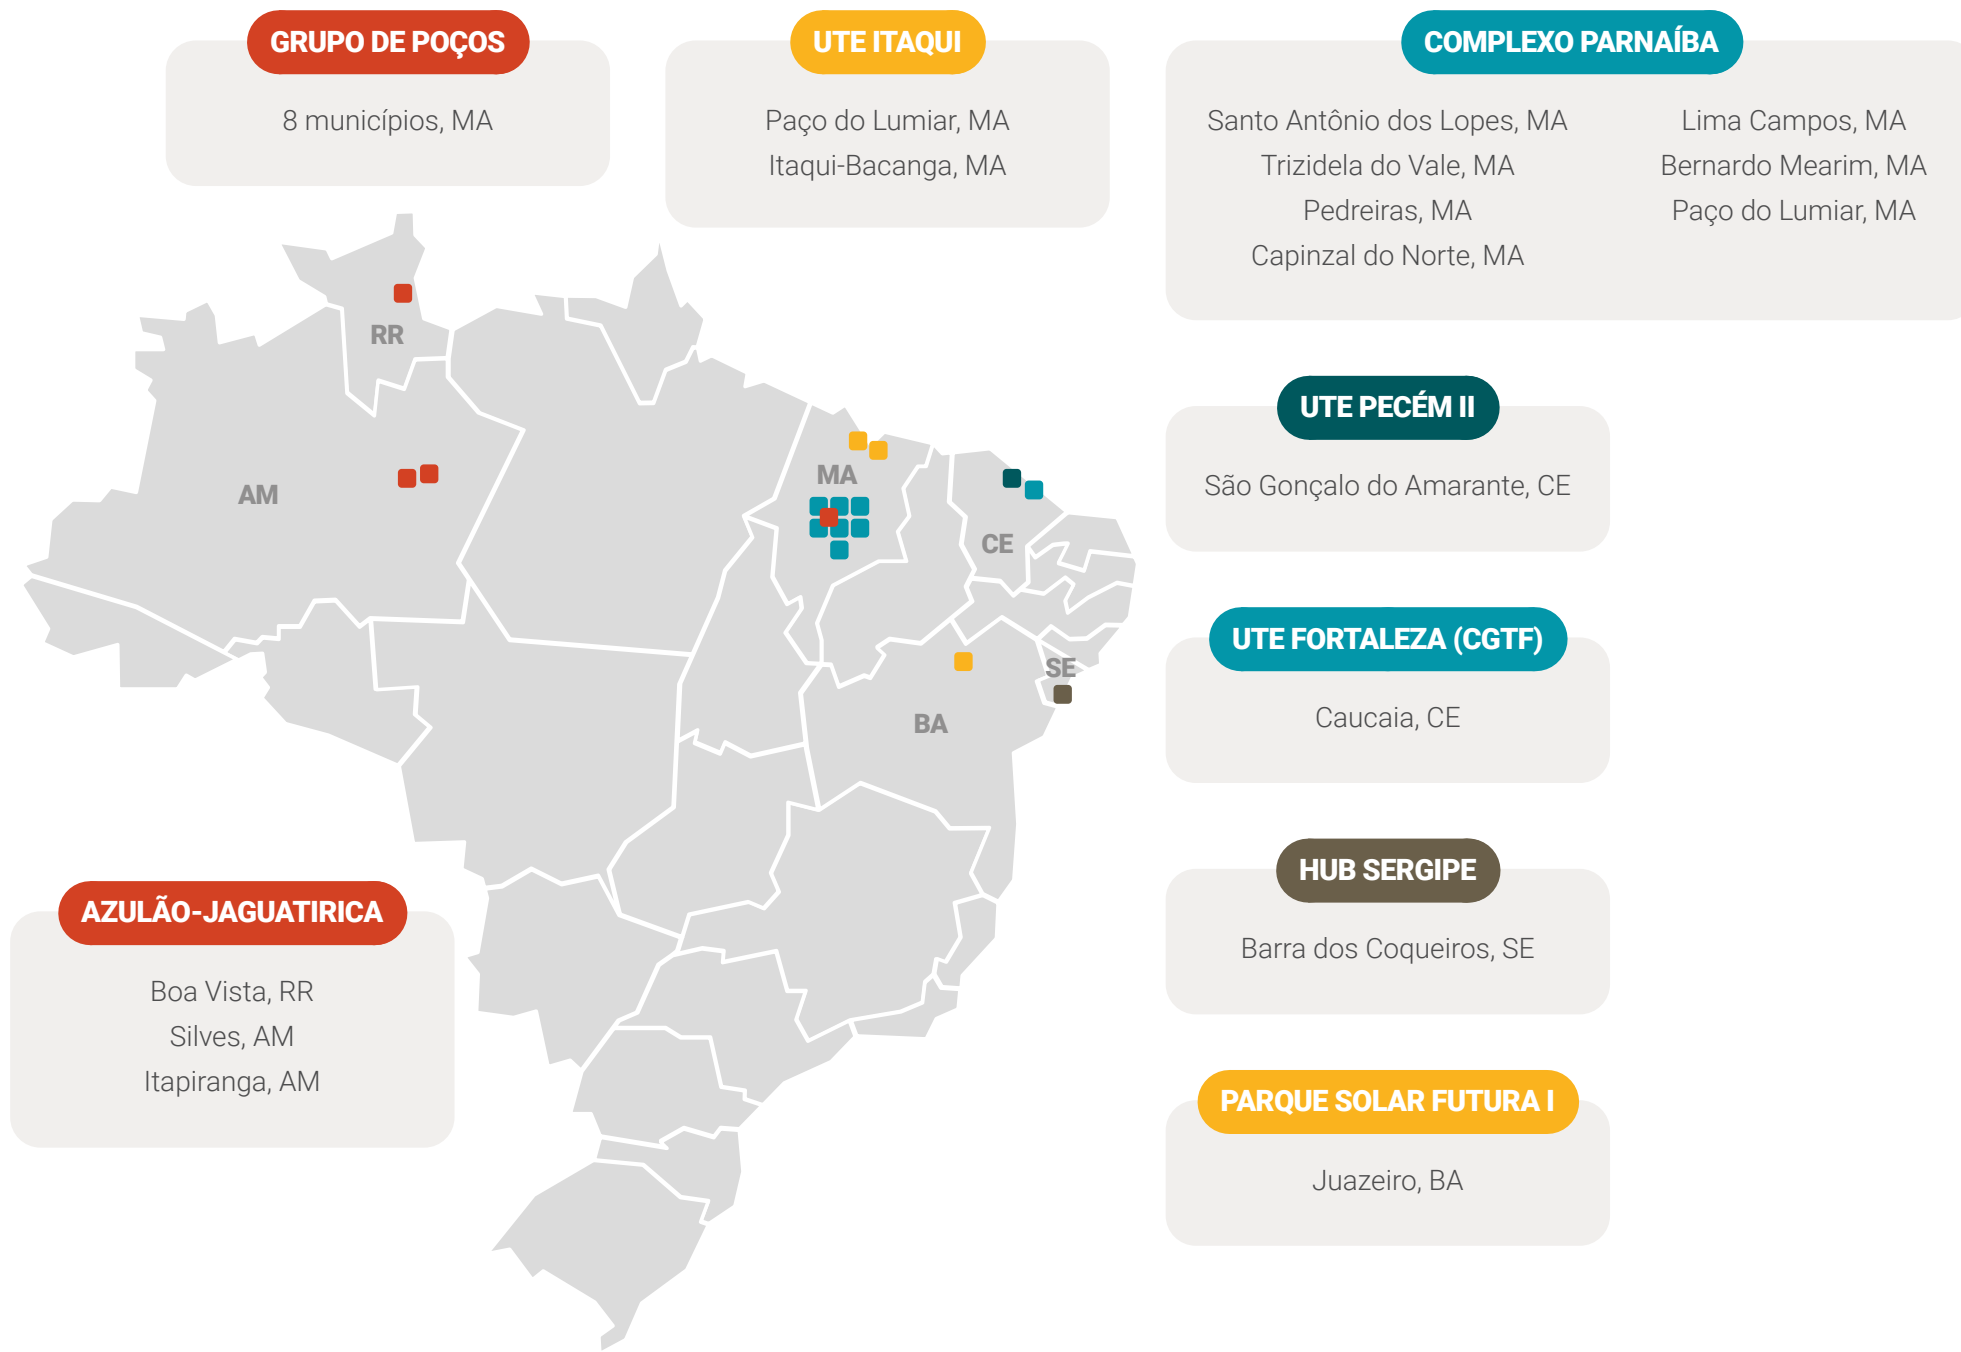 GRUPO DE POÇOS
8 municípios, MA
UTE ITAQUI
Paço do Lumiar, MA
Itaqui-Bacanga, MA
COMPLEXO PARNAÍBA
Santo Antônio dos Lopes, MA
Trizidela do Vale, MA
Pedreiras, MA
Capinzal do Norte, MA
Lima Campos, MA
Bernardo Mearim, MA
Paço do Lumiar, MA
RR
AM
MA
CE
SE
BA
UTE PECÉM II
São Gonçalo do Amarante, CE
UTE FORTALEZA (CGTF)
Caucaia, CE
HUB SERGIPE
Barra dos Coqueiros, SE
PARQUE SOLAR FUTURA I
Juazeiro, BA
AZULÃO-JAGUATIRICA
Boa Vista, RR
Silves, AM
Itapiranga, AM